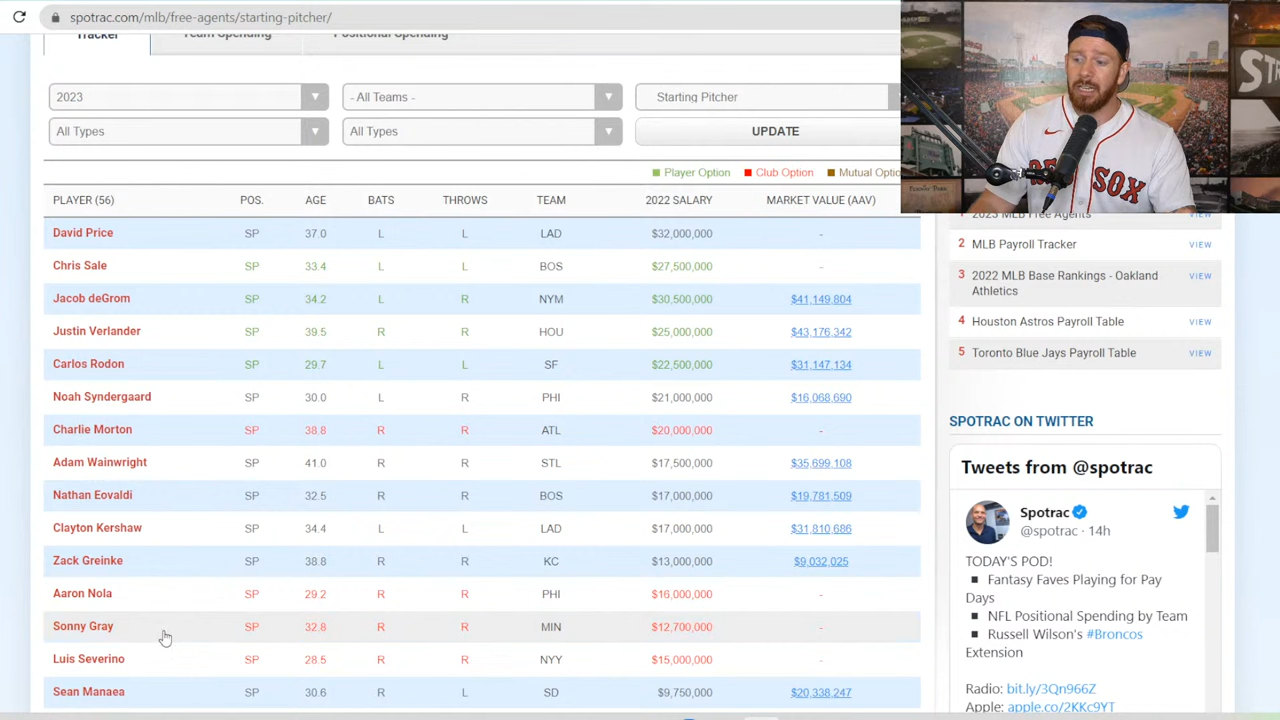 spotrac.com/mlb/free-agents/starting-pitcher/
Tracker Team Spending Positional Spending
2023 - All Teams - Starting Pitcher
All Types All Types UPDATE
Player Option Club Option Mutual Optio
PLAYER (56) POS. AGE BATS THROWS TEAM 2022 SALARY MARKET VALUE (AAV)
David Price SP 37.0 L L LAD $32,000,000 -
Chris Sale SP 33.4 L L BOS $27,500,000 -
Jacob deGrom SP 34.2 L R NYM $30,500,000 $41,149,804
Justin Verlander SP 39.5 R R HOU $25,000,000 $43,176,342
Carlos Rodon SP 29.7 L L SF $22,500,000 $31,147,134
Noah Syndergaard SP 30.0 L R PHI $21,000,000 $16,068,690
Charlie Morton SP 38.8 R R ATL $20,000,000 -
Adam Wainwright SP 41.0 R R STL $17,500,000 $35,699,108
Nathan Eovaldi SP 32.5 R R BOS $17,000,000 $19,781,509
Clayton Kershaw SP 34.4 L L LAD $17,000,000 $31,810,686
Zack Greinke SP 38.8 R R KC $13,000,000 $9,032,025
Aaron Nola SP 29.2 R R PHI $16,000,000 -
Sonny Gray SP 32.8 R R MIN $12,700,000 -
Luis Severino SP 28.5 R R NYY $15,000,000 -
Sean Manaea SP 30.6 R L SD $9,750,000 $20,338,247
1 2023 MLB Free Agents
2 MLB Payroll Tracker VIEW
3 2022 MLB Base Rankings - Oakland VIEW
Athletics
4 Houston Astros Payroll Table VIEW
5 Toronto Blue Jays Payroll Table VIEW
SPOTRAC ON TWITTER
Tweets from @spotrac
Spotrac
@spotrac · 14h
TODAY'S POD!
▪ Fantasy Faves Playing for Pay
Days
▪ NFL Positional Spending by Team
▪ Russell Wilson's #Broncos
Extension
Radio: bit.ly/3Qn966Z
Apple: apple.co/2KKc9YT
RED SOX